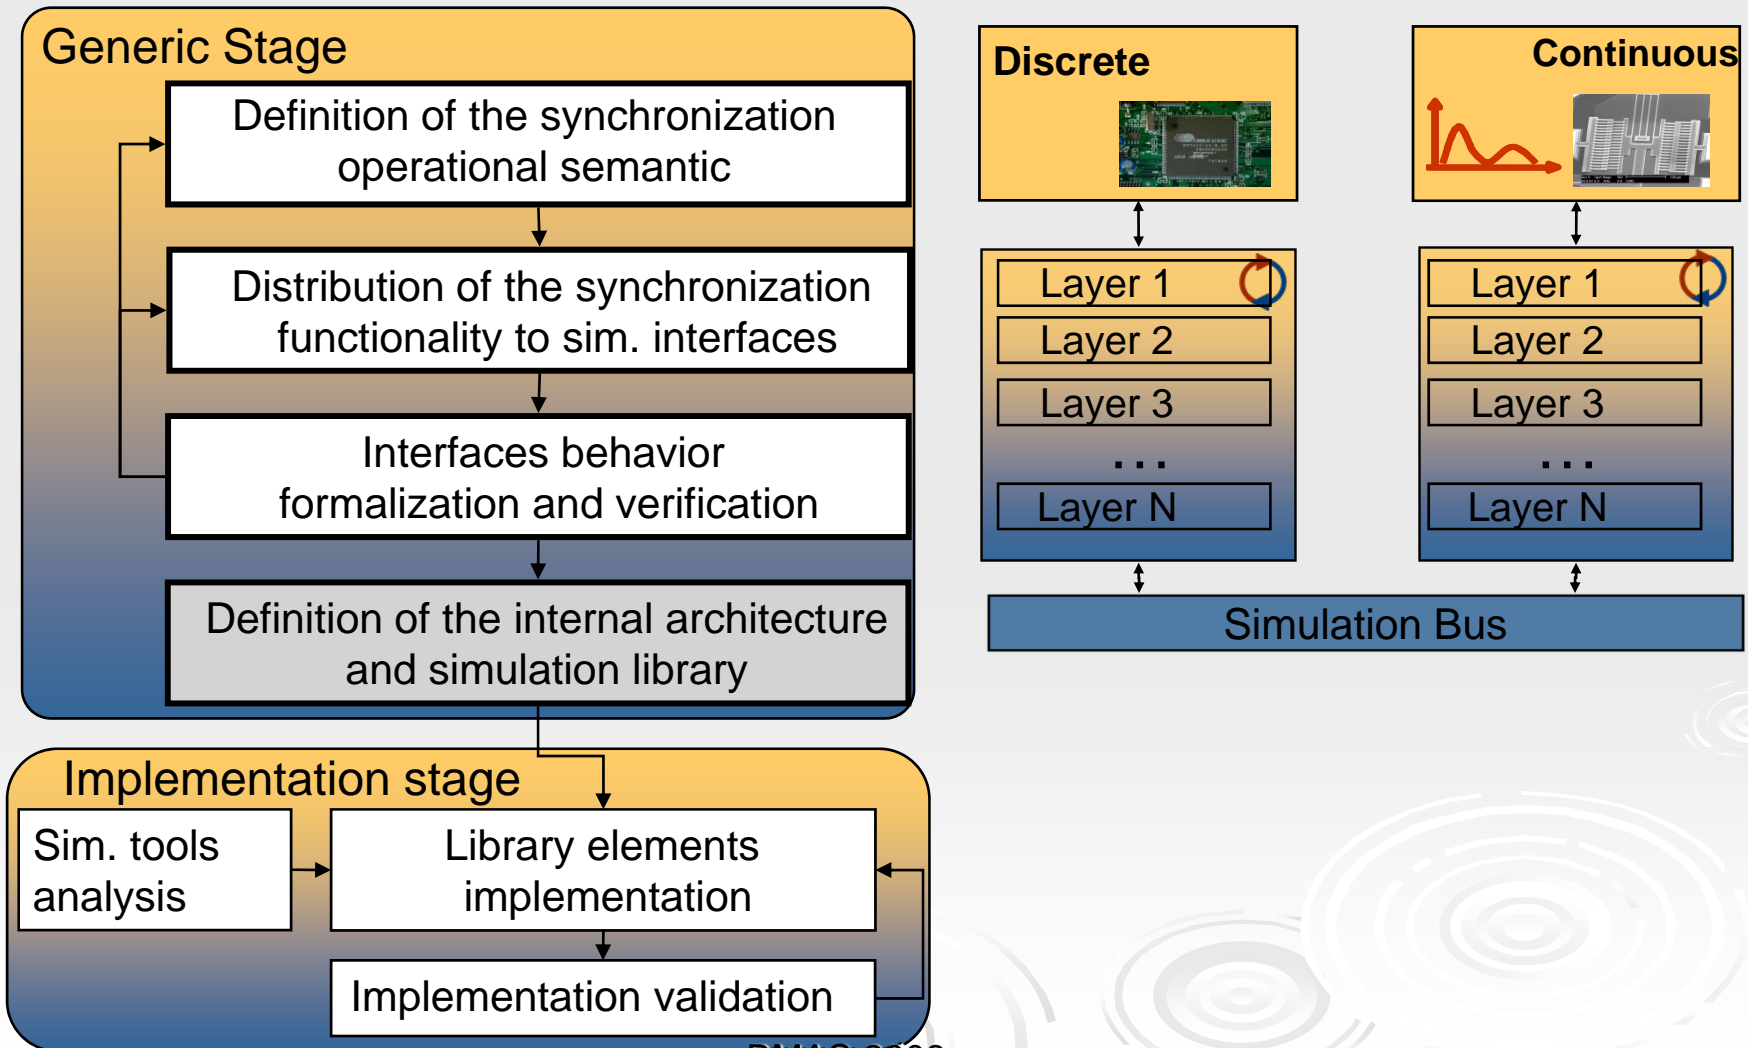 Generic Stage
Definition of the synchronization
operational semantic
Distribution of the synchronization
functionality to sim. interfaces
Interfaces behavior
formalization and verification
Definition of the internal architecture
and simulation library
Implementation stage
Sim. tools
analysis
Library elements
implementation
Implementation validation
Discrete
Continuous
Layer 1
Layer 2
Layer 3
...
Layer N
Layer 1
Layer 2
Layer 3
...
Layer N
Simulation Bus